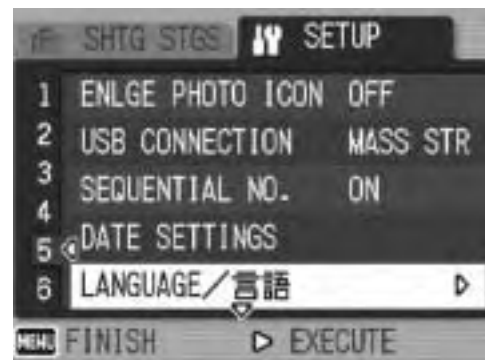 SHTG STGS SETUP
1 ENLGE PHOTO ICON OFF
2 USB CONNECTION MASS STR
3 SEQUENTIAL NO. ON
4
5 DATE SETTINGS
6 LANGUAGE/言語
MENU FINISH EXECUTE